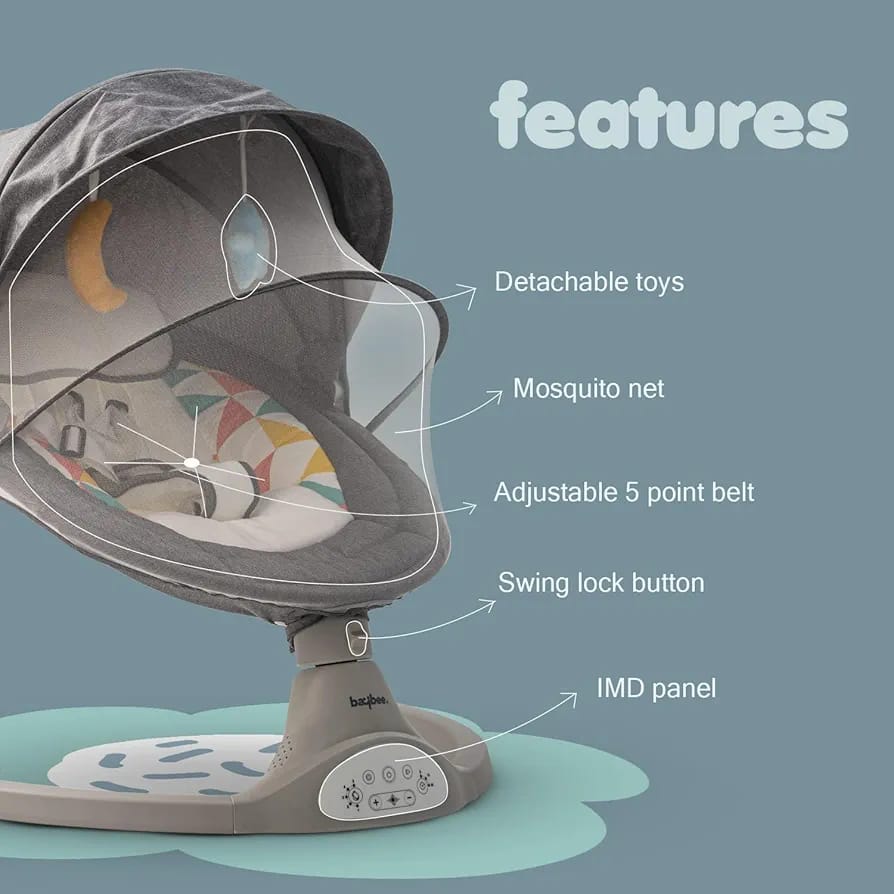 features
Detachable toys
Mosquito net
Adjustable 5 point belt
Swing lock button
IMD panel
baybee